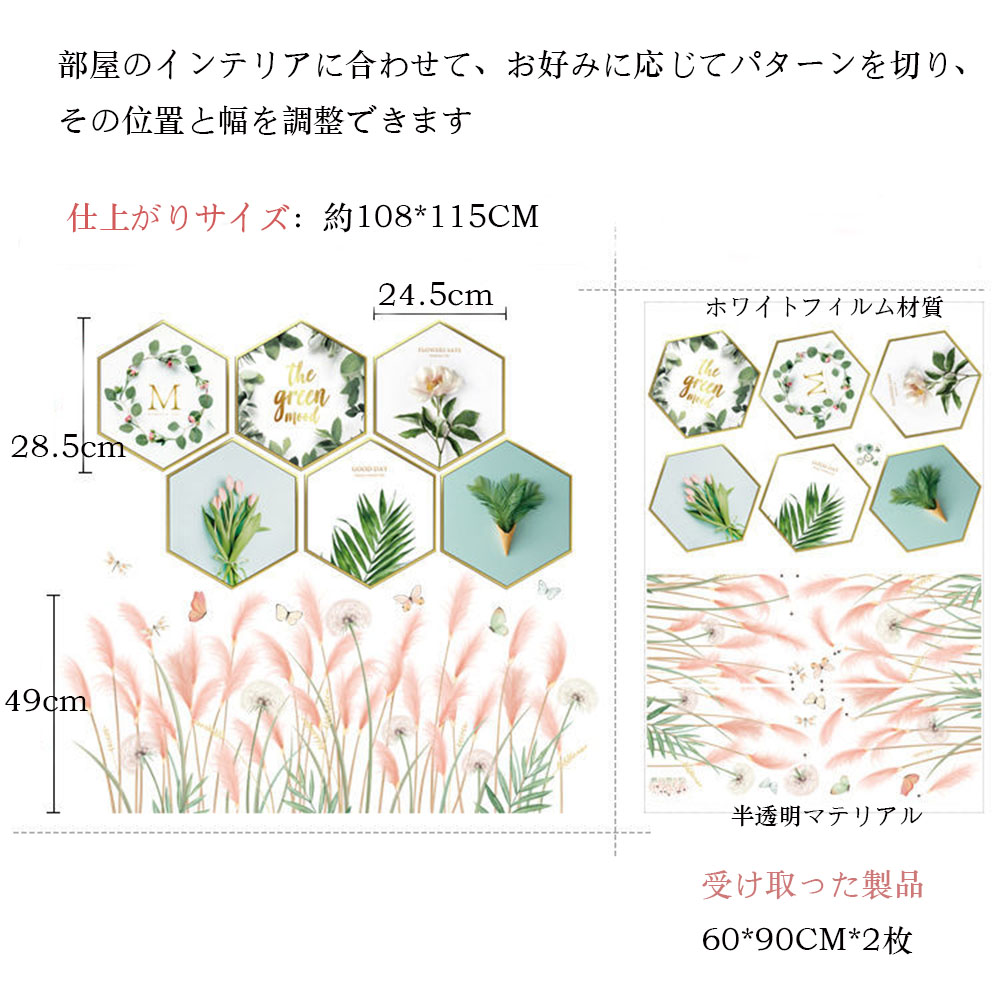 部屋のインテリアに合わせて、お好みに応じてパターンを切り、
その位置と幅を調整できます
仕上がりサイズ: 約108*115CM
24.5cm
28.5cm
49cm
M
the
green
mood
FLOWERS SAYS
GOOD DAY
ホワイトフィルム材質
the
green
mood
M
GOOD DAY
半透明マテリアル
受け取った製品
60*90CM*2枚